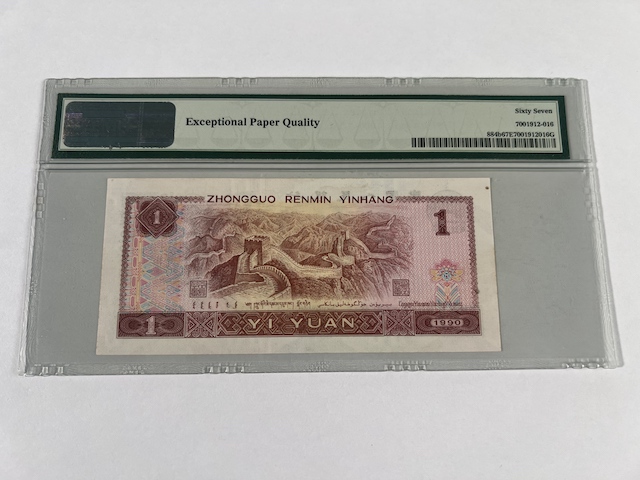 Sixty Seven
Exceptional Paper Quality
7001912-016
884b67E7001912016G
ZHONGGUO RENMIN YINHANG
1
1
1
YI YUAN
1990